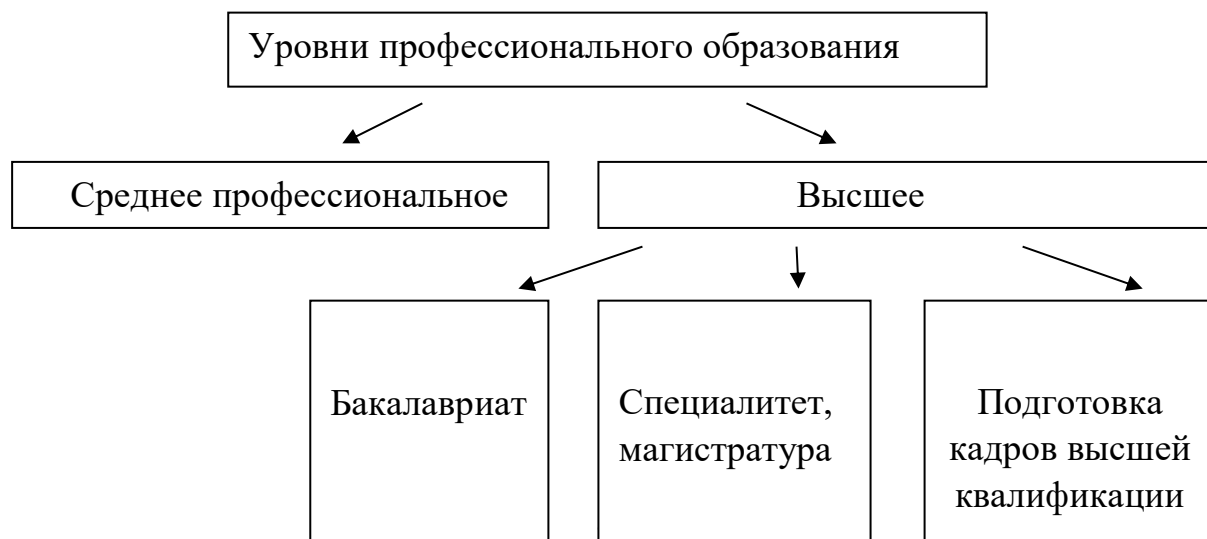 Уровни профессионального образования
Среднее профессиональное
Высшее
Бакалавриат
Специалитет,
магистратура
Подготовка
кадров высшей
квалификации